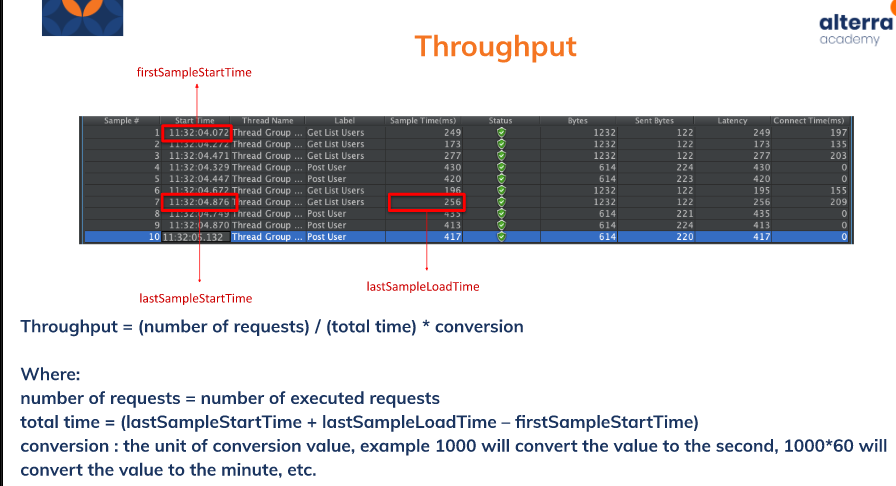 alterra
academy
Throughput
firstSampleStartTime
Sample # Start Time Thread Name Label Sample Time(ms) Status Bytes Sent Bytes Latency Connect Time(ms)
1 11:32:04.072 Thread Group ... Get List Users 249 1232 122 249 197
2 11:32:04.272 Thread Group ... Get List Users 173 1232 122 173 135
3 11:32:04.471 Thread Group ... Get List Users 277 1232 122 277 203
4 11:32:04.329 Thread Group ... Post User 430 614 224 430 0
5 11:32:04.447 Thread Group ... Post User 420 614 223 420 0
6 11:32:04.672 Thread Group ... Get List Users 196 1232 122 195 155
7 11:32:04.876 Thread Group ... Get List Users 256 1232 122 256 209
8 11:32:04.749 Thread Group ... Post User 435 614 221 435 0
9 11:32:04.870 Thread Group ... Post User 413 614 224 413 0
10 11:32:05.132 Thread Group ... Post User 417 614 220 417 0
lastSampleStartTime
lastSampleLoadTime
Throughput = (number of requests) / (total time) * conversion
Where:
number of requests = number of executed requests
total time = (lastSampleStartTime + lastSampleLoadTime – firstSampleStartTime)
conversion : the unit of conversion value, example 1000 will convert the value to the second, 1000*60 will
convert the value to the minute, etc.